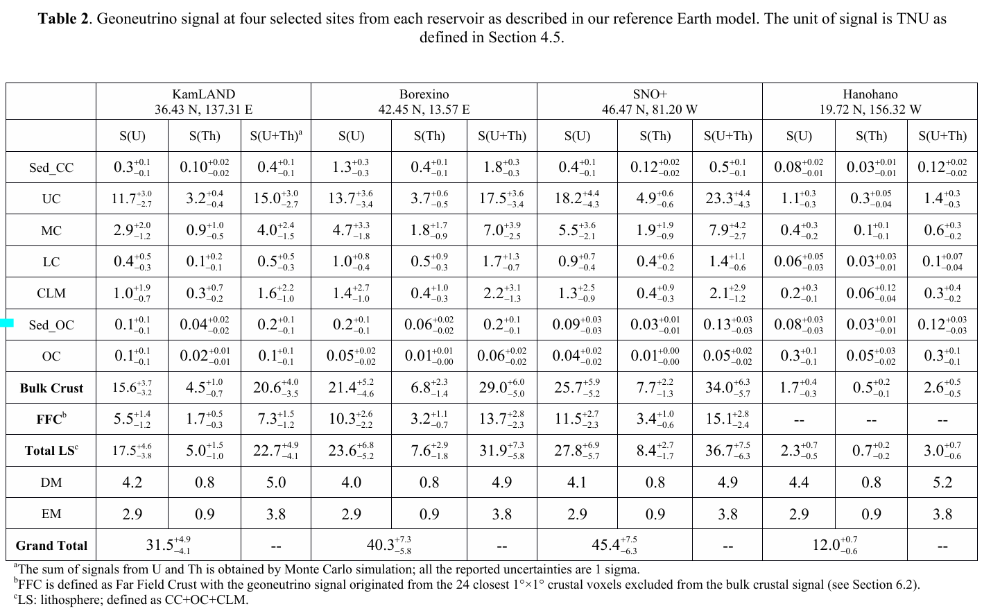 Table 2. Geoneutrino signal at four selected sites from each reservoir as described in our reference Earth model. The unit of signal is TNU as
defined in Section 4.5.
KamLAND Borexino SNO+ Hanohano
36.43 N, 137.31 E 42.45 N, 13.57 E 46.47 N, 81.20 W 19.72 N, 156.32 W
S(U) S(Th) S(U+Th)a S(U) S(Th) S(U+Th) S(U) S(Th) S(U+Th) S(U) S(Th) S(U+Th)
Sed_CC 0.3+0.1−0.1 0.10+0.02−0.02 0.4+0.1−0.1 1.3+0.3−0.3 0.4+0.1−0.1 1.8+0.3−0.3 0.4+0.1−0.1 0.12+0.02−0.02 0.5+0.1−0.1 0.08+0.02−0.01 0.03+0.01−0.01 0.12+0.02−0.02
UC 11.7+3.0−2.7 3.2+0.4−0.4 15.0+3.0−2.7 13.7+3.6−3.4 3.7+0.6−0.5 17.5+3.6−3.4 18.2+4.4−4.3 4.9+0.6−0.6 23.3+4.4−4.3 1.1+0.3−0.3 0.3+0.05−0.04 1.4+0.3−0.3
MC 2.9+2.0−1.2 0.9+1.0−0.5 4.0+2.4−1.5 4.7+3.3−1.8 1.8+1.7−0.9 7.0+3.9−2.5 5.5+3.6−2.1 1.9+1.9−0.9 7.9+4.2−2.7 0.4+0.3−0.2 0.1+0.1−0.1 0.6+0.3−0.2
LC 0.4+0.5−0.3 0.1+0.2−0.1 0.5+0.5−0.3 1.0+0.8−0.4 0.5+0.9−0.3 1.7+1.3−0.7 0.9+0.7−0.4 0.4+0.6−0.2 1.4+1.1−0.6 0.06+0.05−0.03 0.03+0.03−0.01 0.1+0.07−0.04
CLM 1.0+1.9−0.7 0.3+0.7−0.2 1.6+2.2−1.0 1.4+2.7−1.0 0.4+1.0−0.3 2.2+3.1−1.3 1.3+2.5−0.9 0.4+0.9−0.3 2.1+2.9−1.2 0.2+0.3−0.1 0.06+0.12−0.04 0.3+0.4−0.2
Sed_OC 0.1+0.1−0.1 0.04+0.02−0.02 0.2+0.1−0.1 0.2+0.1−0.1 0.06+0.02−0.02 0.2+0.1−0.1 0.09+0.03−0.03 0.03+0.01−0.01 0.13+0.03−0.03 0.08+0.03−0.03 0.03+0.01−0.01 0.12+0.03−0.03
OC 0.1+0.1−0.1 0.02+0.01−0.01 0.1+0.1−0.1 0.05+0.02−0.02 0.01+0.01−0.00 0.06+0.02−0.02 0.04+0.02−0.02 0.01+0.00−0.00 0.05+0.02−0.02 0.3+0.1−0.1 0.05+0.03−0.02 0.3+0.1−0.1
Bulk Crust 15.6+3.7−3.2 4.5+1.0−0.7 20.6+4.0−3.5 21.4+5.2−4.6 6.8+2.3−1.4 29.0+6.0−5.0 25.7+5.9−5.2 7.7+2.2−1.3 34.0+6.3−5.7 1.7+0.4−0.3 0.5+0.2−0.1 2.6+0.5−0.5
FFCb 5.5+1.4−1.2 1.7+0.5−0.3 7.3+1.5−1.2 10.3+2.6−2.2 3.2+1.1−0.7 13.7+2.8−2.3 11.5+2.7−2.3 3.4+1.0−0.6 15.1+2.8−2.4 -- -- --
Total LSc 17.5+4.6−3.8 5.0+1.5−1.0 22.7+4.9−4.1 23.6+6.8−5.2 7.6+2.9−1.8 31.9+7.3−5.8 27.8+6.9−5.7 8.4+2.7−1.7 36.7+7.5−6.3 2.3+0.7−0.5 0.7+0.2−0.2 3.0+0.7−0.6
DM 4.2 0.8 5.0 4.0 0.8 4.9 4.1 0.8 4.9 4.4 0.8 5.2
EM 2.9 0.9 3.8 2.9 0.9 3.8 2.9 0.9 3.8 2.9 0.9 3.8
Grand Total 31.5+4.9−4.1 -- 40.3+7.3−5.8 -- 45.4+7.5−6.3 -- 12.0+0.7−0.6 --
aThe sum of signals from U and Th is obtained by Monte Carlo simulation; all the reported uncertainties are 1 sigma.
bFFC is defined as Far Field Crust with the geoneutrino signal originated from the 24 closest 1°×1° crustal voxels excluded from the bulk crustal signal (see Section 6.2).
cLS: lithosphere; defined as CC+OC+CLM.